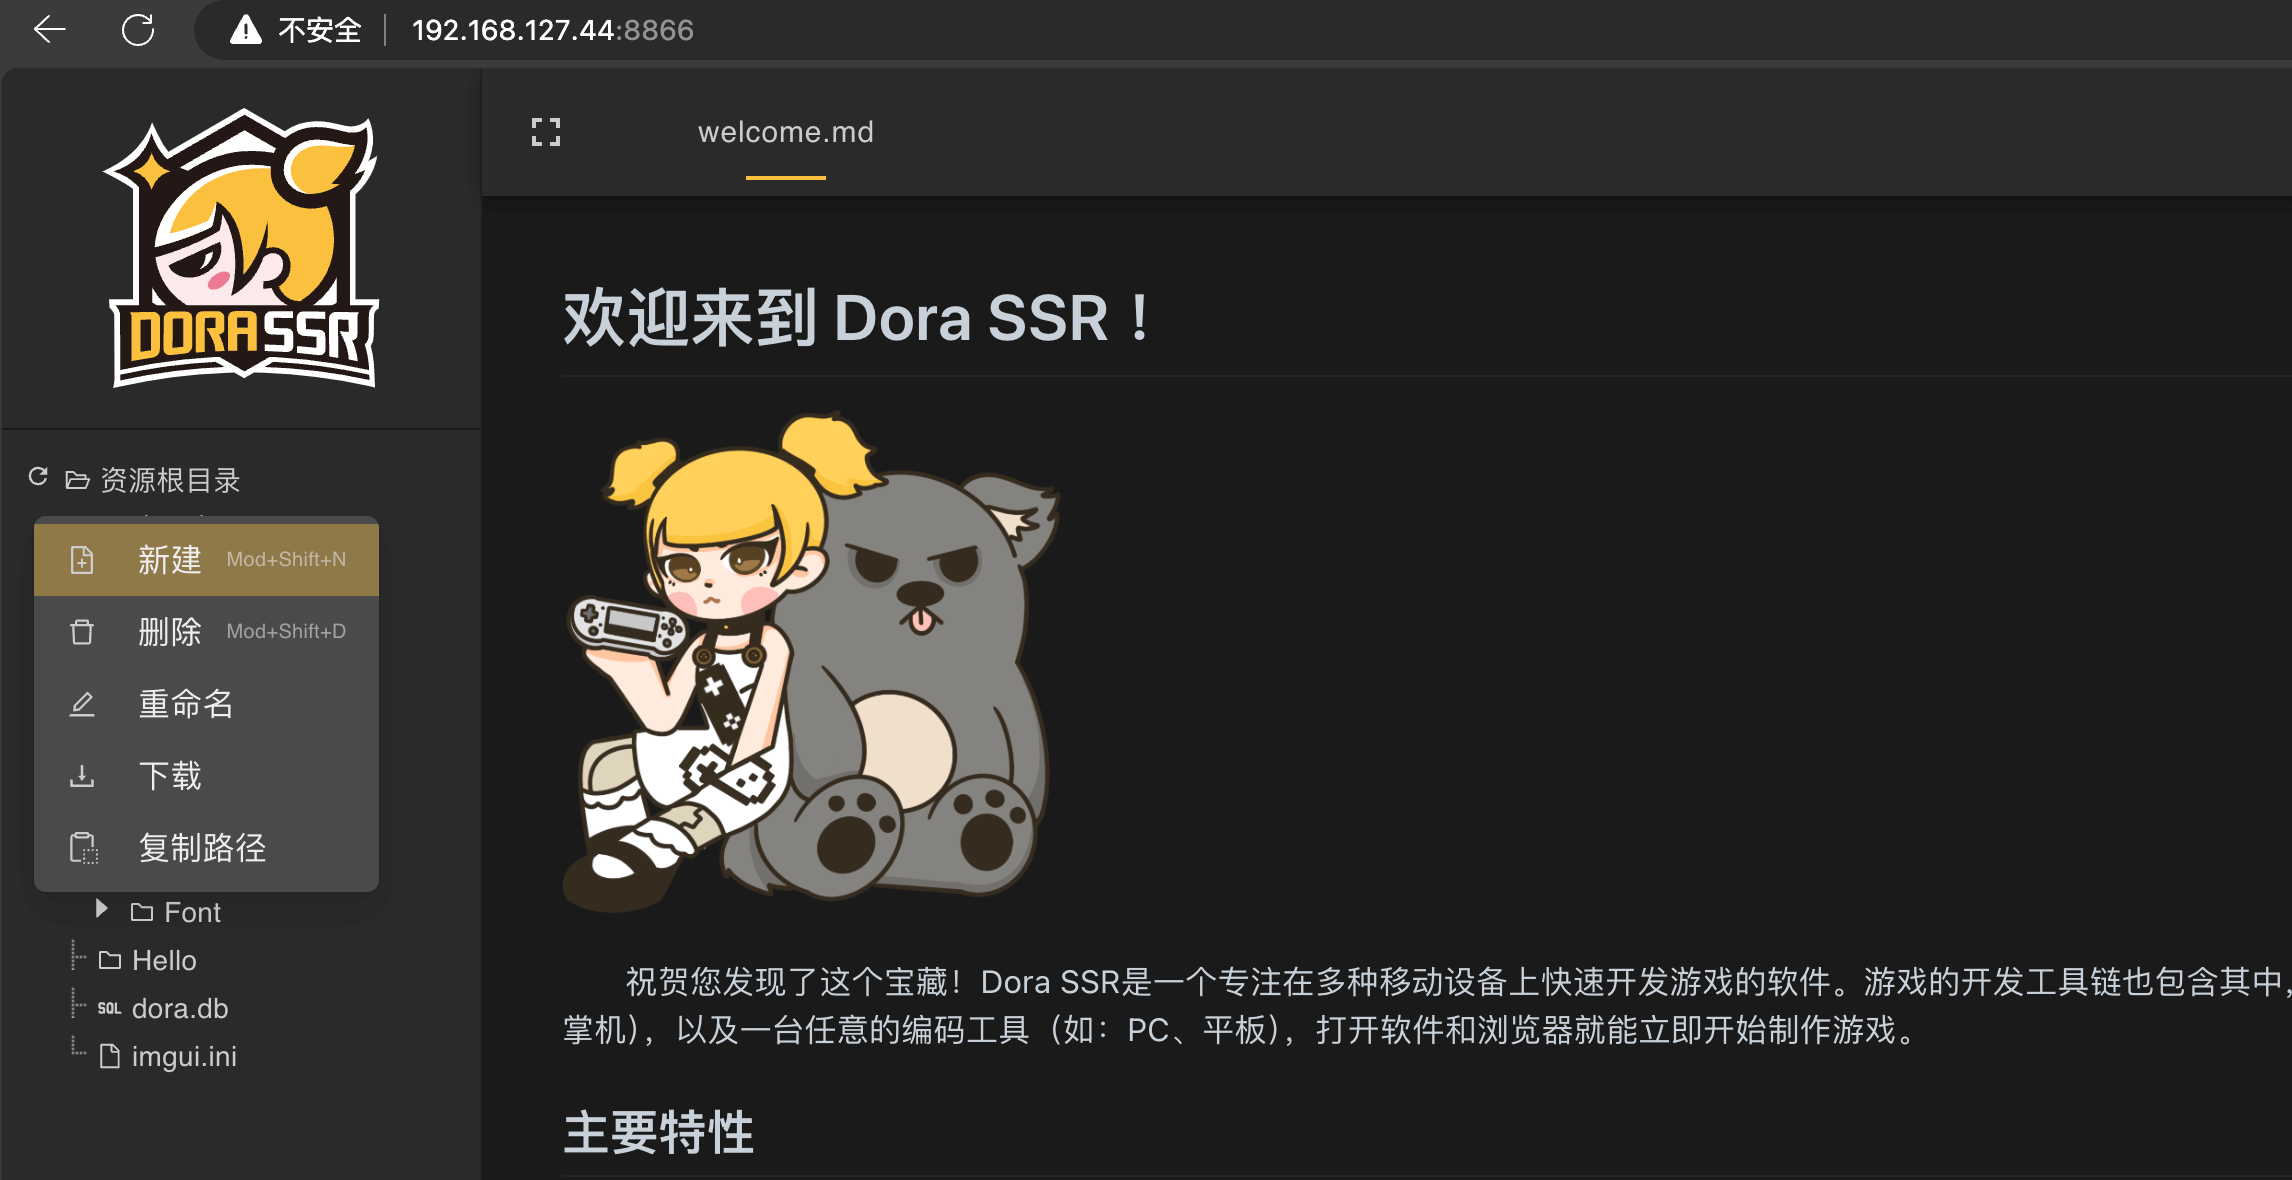 不安全 192.168.127.44:8866
DORA SSR
welcome.md
欢迎来到 Dora SSR！
资源根目录
新建 Mod+Shift+N
删除 Mod+Shift+D
重命名
下载
复制路径
Font
Hello
SQL dora.db
imgui.ini
祝贺您发现了这个宝藏！Dora SSR是一个专注在多种移动设备上快速开发游戏的软件。游戏的开发工具链也包含其中，
掌机），以及一台任意的编码工具（如：PC、平板），打开软件和浏览器就能立即开始制作游戏。
主要特性